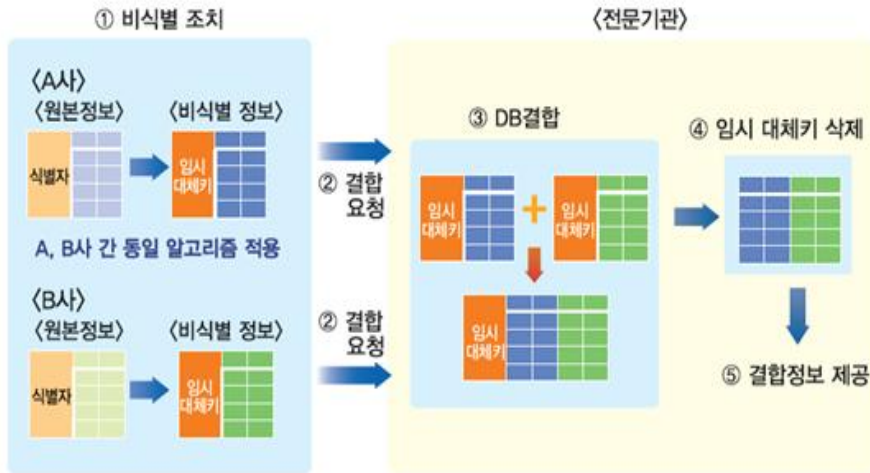 ① 비식별 조치
〈A사〉
〈원본정보〉
〈비식별 정보〉
식별자
임시
대체키
A, B사 간 동일 알고리즘 적용
〈B사〉
〈원본정보〉
〈비식별 정보〉
식별자
임시
대체키
② 결합
요청
② 결합
요청
〈전문기관〉
③ DB결합
임시
대체키
+
임시
대체키
임시
대체키
④ 임시 대체키 삭제
⑤ 결합정보 제공